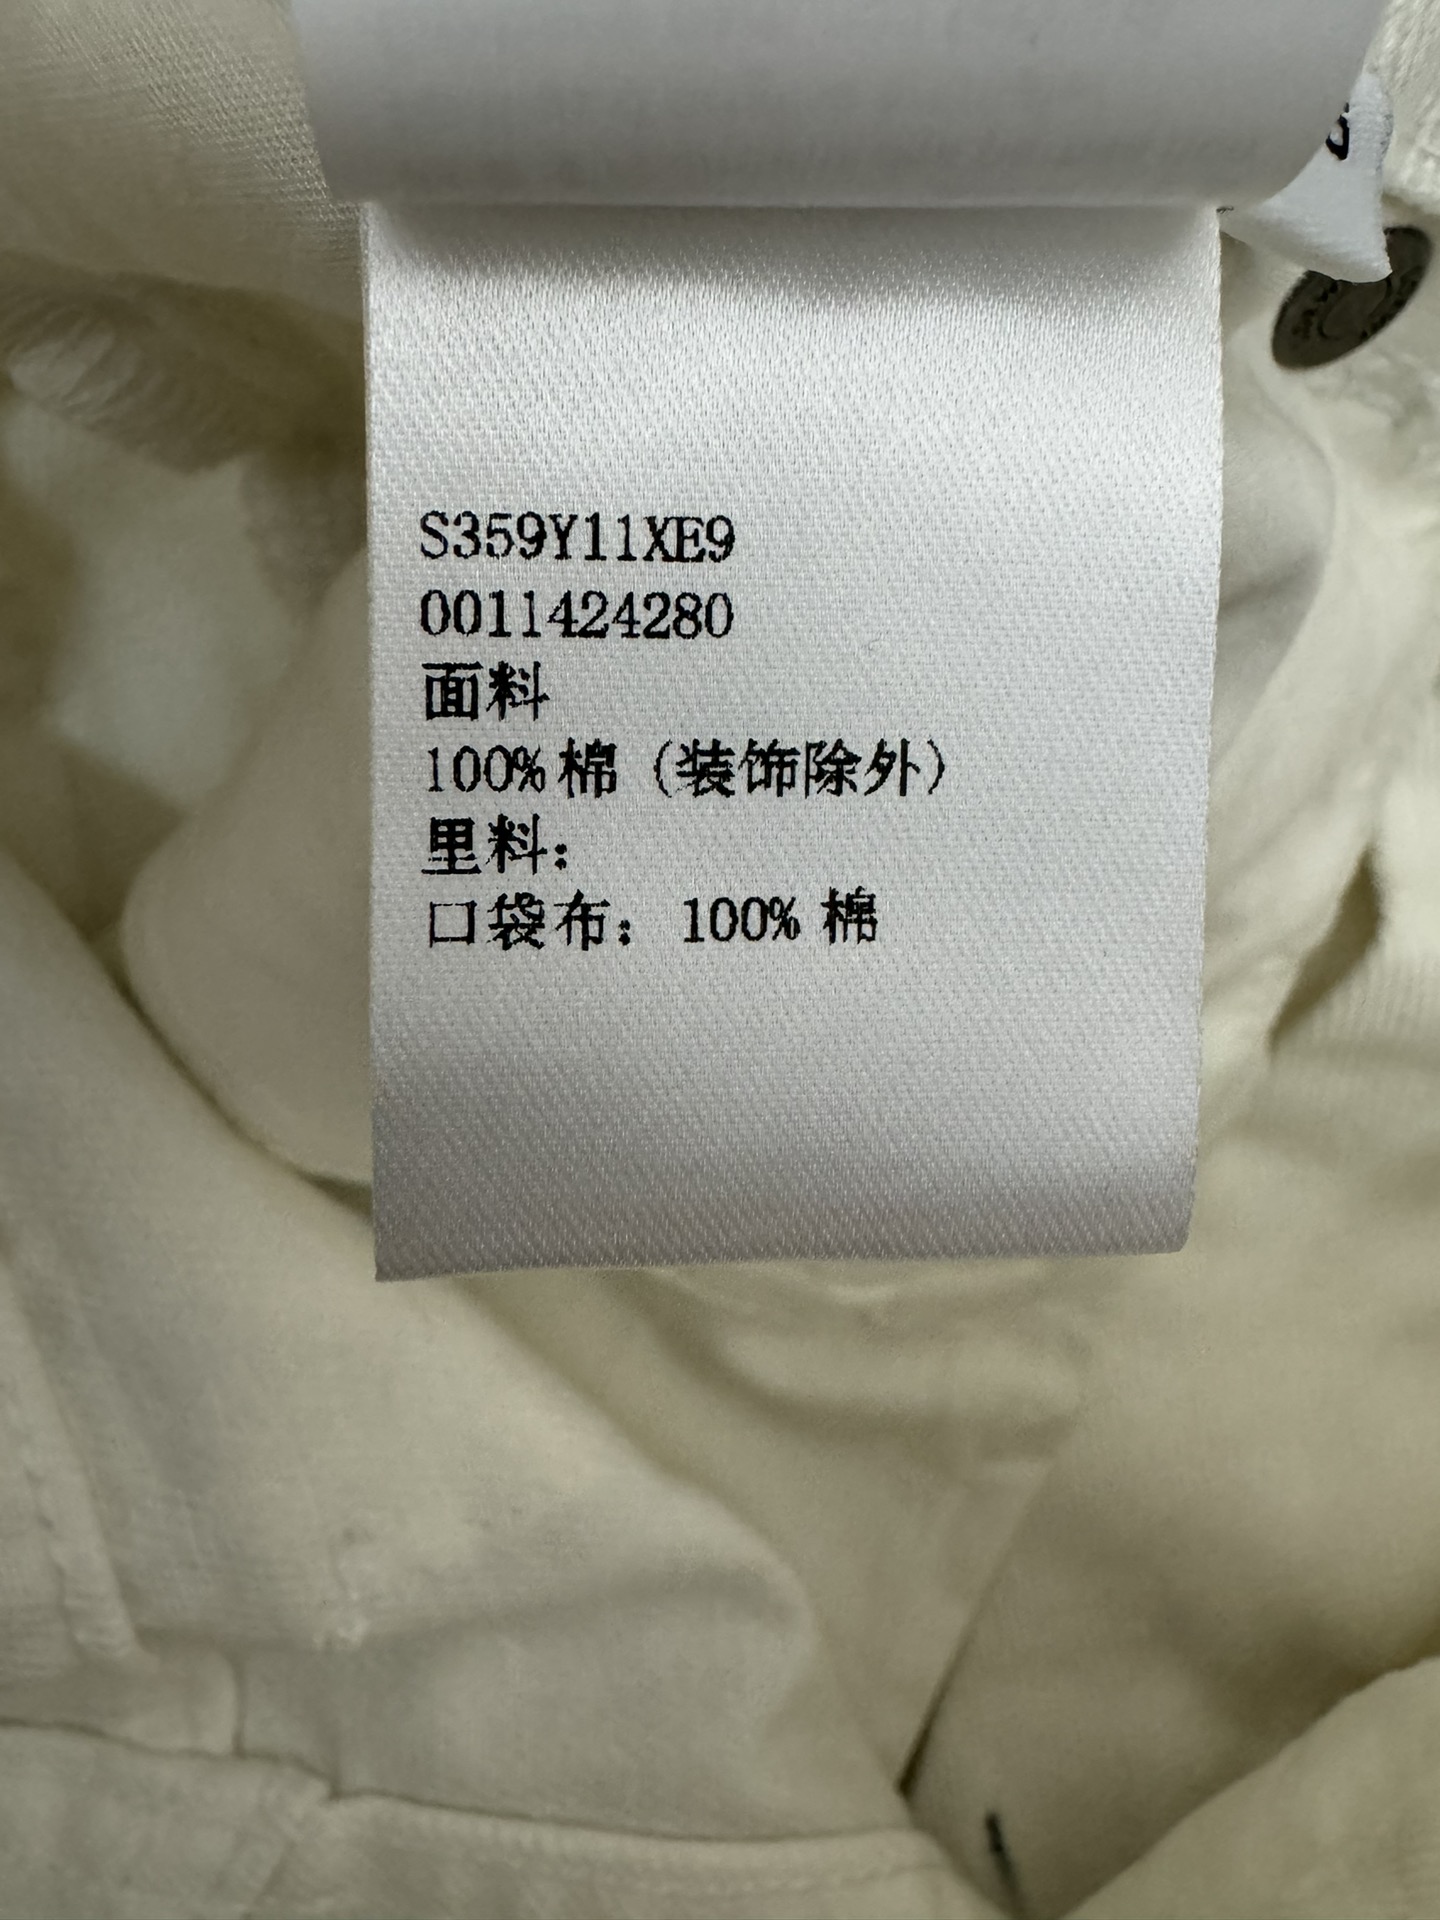 S359Y11XE9
0011424280
面料
100%棉（装饰除外）
里料：
口袋布：100%棉